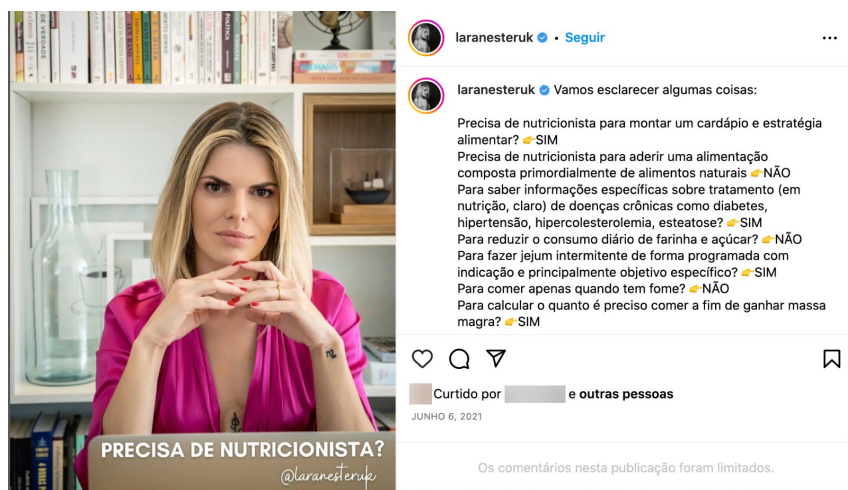 DE VERDADE
POLÍTICA
laranesteruk • Seguir
laranesteruk Vamos esclarecer algumas coisas:
Precisa de nutricionista para montar um cardápio e estratégia
alimentar? 👉SIM
Precisa de nutricionista para aderir uma alimentação
composta primordialmente de alimentos naturais 👉NÃO
Para saber informações específicas sobre tratamento (em
nutrição, claro) de doenças crônicas como diabetes,
hipertensão, hipercolesterolemia, esteatose? 👉SIM
Para reduzir o consumo diário de farinha e açúcar? 👉NÃO
Para fazer jejum intermitente de forma programada com
indicação e principalmente objetivo específico? 👉SIM
Para comer apenas quando tem fome? 👉NÃO
Para calcular o quanto é preciso comer a fim de ganhar massa
magra? 👉SIM
Curtido por e outras pessoas
JUNHO 6, 2021
Os comentários nesta publicação foram limitados.
PRECISA DE NUTRICIONISTA?
@laranesteruk